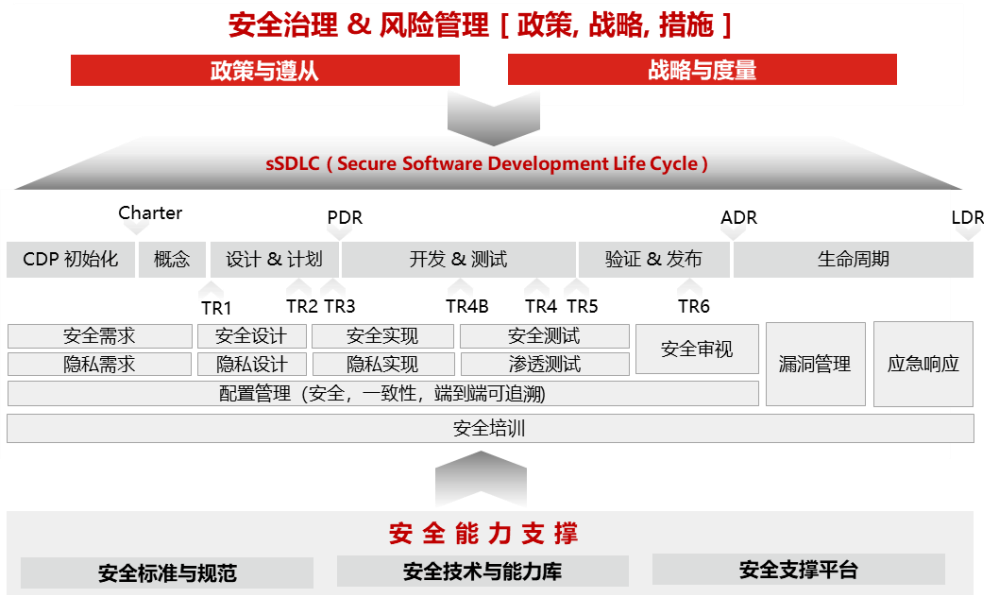 安全治理 & 风险管理 [ 政策, 战略, 措施 ]
政策与遵从
战略与度量
sSDLC ( Secure Software Development Life Cycle )
Charter
PDR
ADR
LDR
CDP 初始化
概念
设计 & 计划
开发 & 测试
验证 & 发布
生命周期
TR1
TR2
TR3
TR4B
TR4
TR5
TR6
安全需求
安全设计
安全实现
安全测试
隐私需求
隐私设计
隐私实现
渗透测试
安全审视
漏洞管理
应急响应
配置管理（安全，一致性，端到端可追溯)
安全培训
安 全 能 力 支 撑
安全标准与规范
安全技术与能力库
安全支撑平台